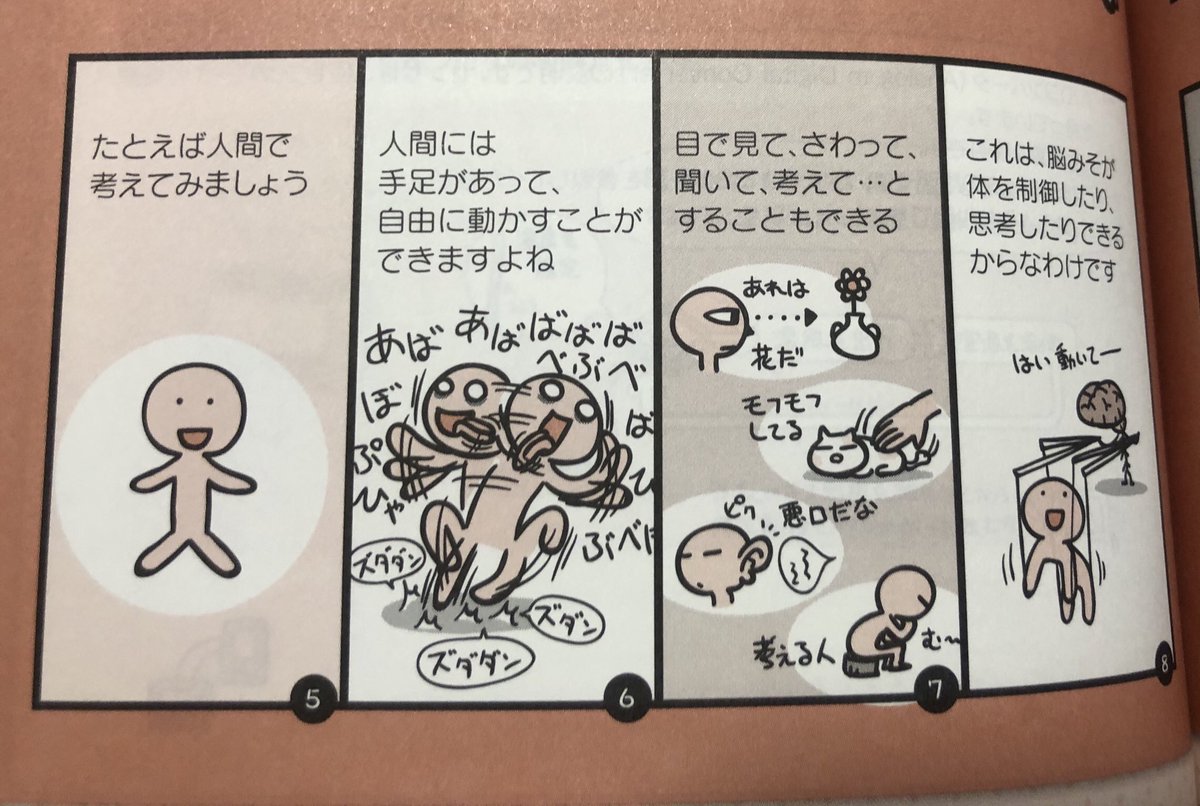 たとえば人間で
考えてみましょう
5
人間には
手足があって、
自由に動かすことが
できますよね
あば
あばばばば
べぶべ
ぼ
ば
ぷ
ひ
ひゃ
ぶべぼ
ズダダン
ズダン
ズダダン
6
目で見て、さわって、
聞いて、考えて…と
することもできる
あれは
花だ
モフモフ
してる
ピク
悪口だな
考える人
む〜
7
これは、脳みそが
体を制御したり、
思考したりできる
からなわけです
はい動いてー
8